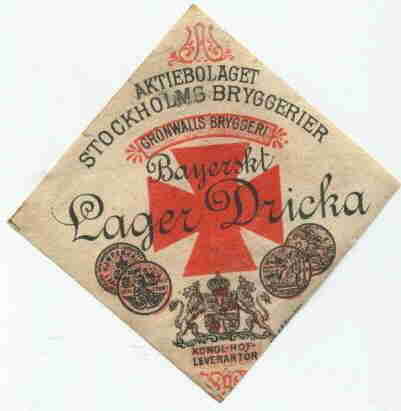 AKTIEBOLAGET
STOCKHOLMS BRYGGERIER
GRÖNWALLS BRYGGERI
Bayerskt
Lager Dricka
KONGL·HOF-
LEVERANTÖR